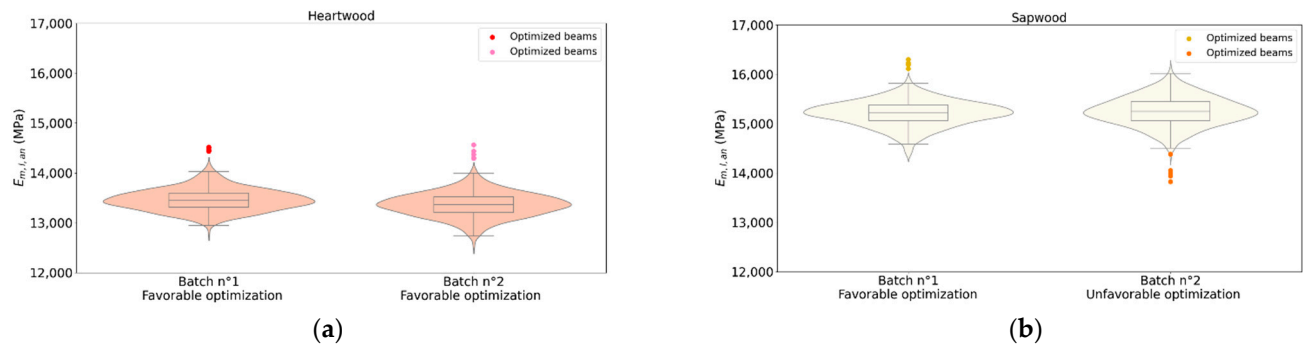 Heartwood
17,000
16,000
15,000
14,000
13,000
12,000
E_{m,l,an} (MPa)
Optimized beams
Optimized beams
Batch n°1
Favorable optimization
Batch n°2
Favorable optimization
(a)
Sapwood
17,000
16,000
15,000
14,000
13,000
12,000
E_{m,l,an} (MPa)
Optimized beams
Optimized beams
Batch n°1
Favorable optimization
Batch n°2
Unfavorable optimization
(b)